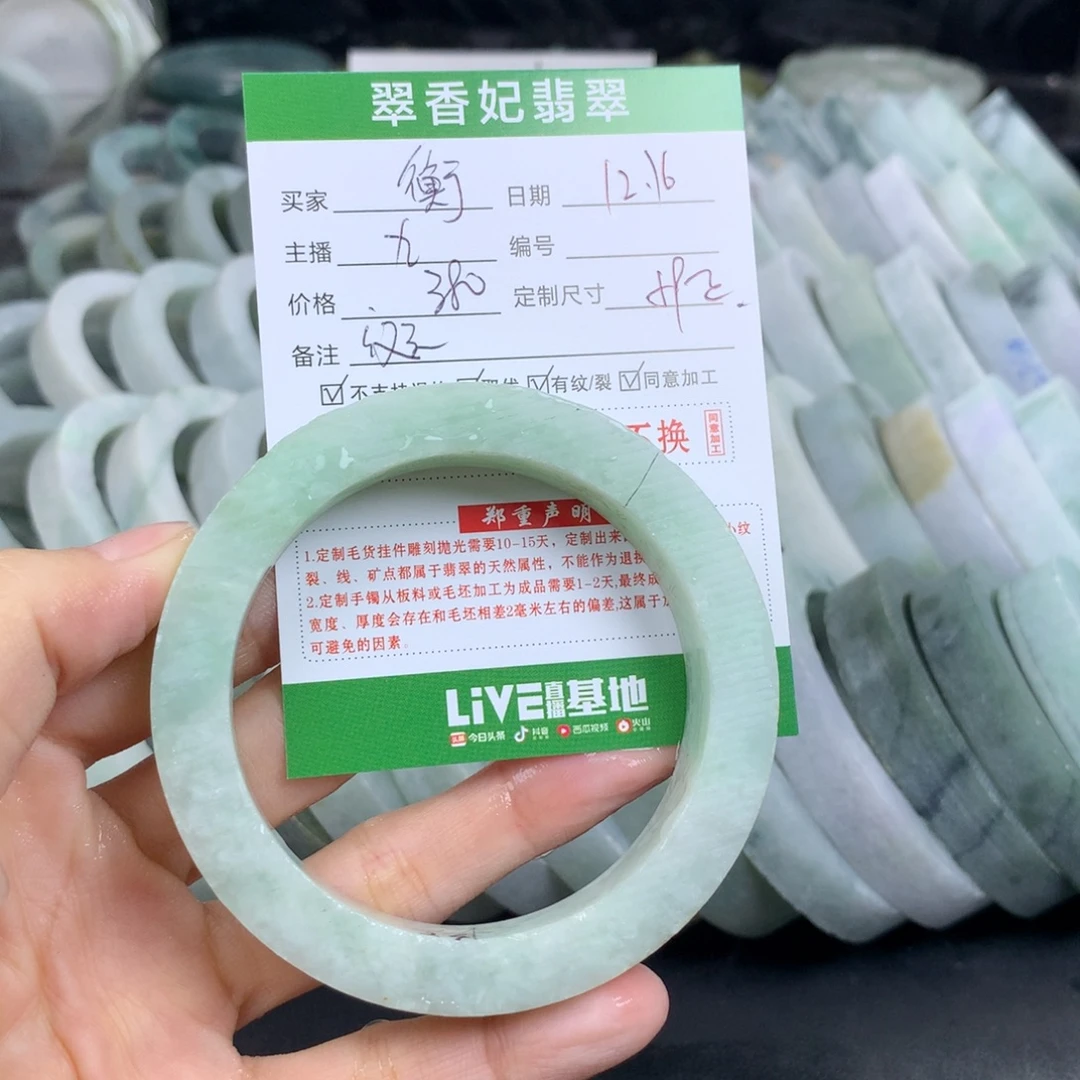 翠香妃翡翠
买家 衡 日期 12.16
主播 九 编号
价格 380 定制尺寸
备注
有纹/裂 同意加工
不换 同意加工
郑重声明
1.定制毛货挂件雕刻抛光需要10-15天，定制出来
裂、线、矿点都属于翡翠的天然属性，不能作为退换
2.定制手镯从板料或毛坯加工为成品需要1-2天,最终成
宽度、厚度会存在和毛坯相差2毫米左右的偏差,这属于
可避免的因素。
LiVE直播基地
头条 今日头条 抖音 西瓜视频 火山